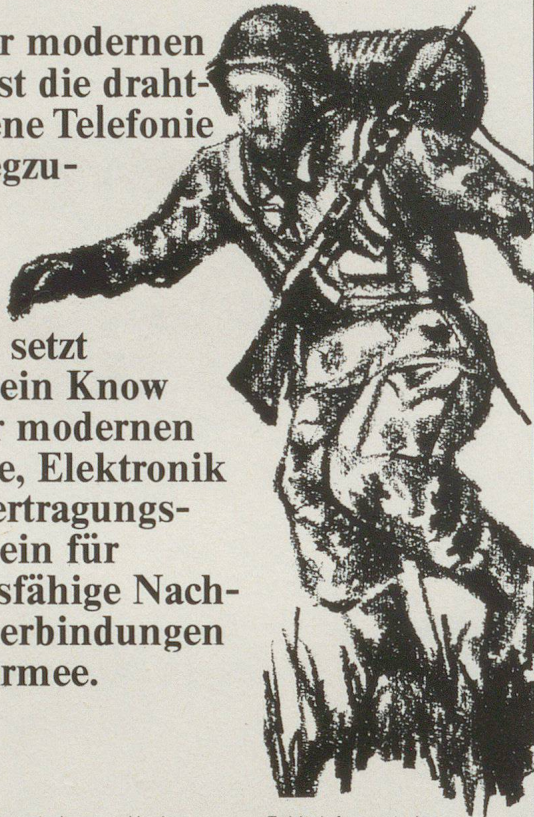 r modernen
st die draht-
ene Telefonie
egzu-
setzt
ein Know
r modernen
e, Elektronik
ertragungs-
ein für
sfähige Nach-
erbindungen
rmee.